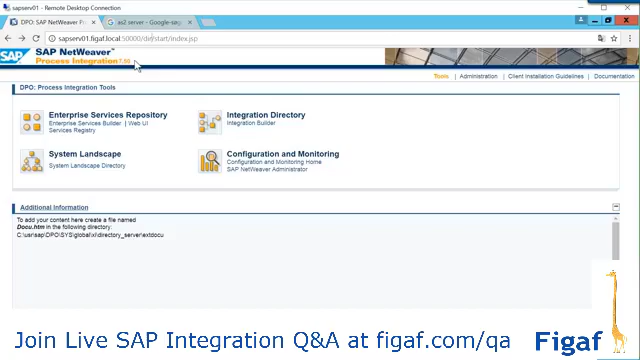 sapserv01 - Remote Desktop Connection
DPO: SAP NetWeaver Pr
as2 server - Google-søg
sapserv01.figaf.local:50000/dir/start/index.jsp
SAP
SAP NetWeaver™
Process Integration 7.50
Tools | Administration | Client Installation Guidelines | Documentation
DPO: Process Integration Tools
Enterprise Services Repository
Enterprise Services Builder | Web UI
Services Registry
Integration Directory
Integration Builder
System Landscape
System Landscape Directory
Configuration and Monitoring
Configuration and Monitoring Home
SAP NetWeaver Administrator
Additional Information
To add your content here create a file named
Docu.htm in the following directory:
C:\usr\sap\DPO\SYS\global\xi\directory_server\extdocu
Join Live SAP Integration Q&A at figaf.com/qa
Figaf